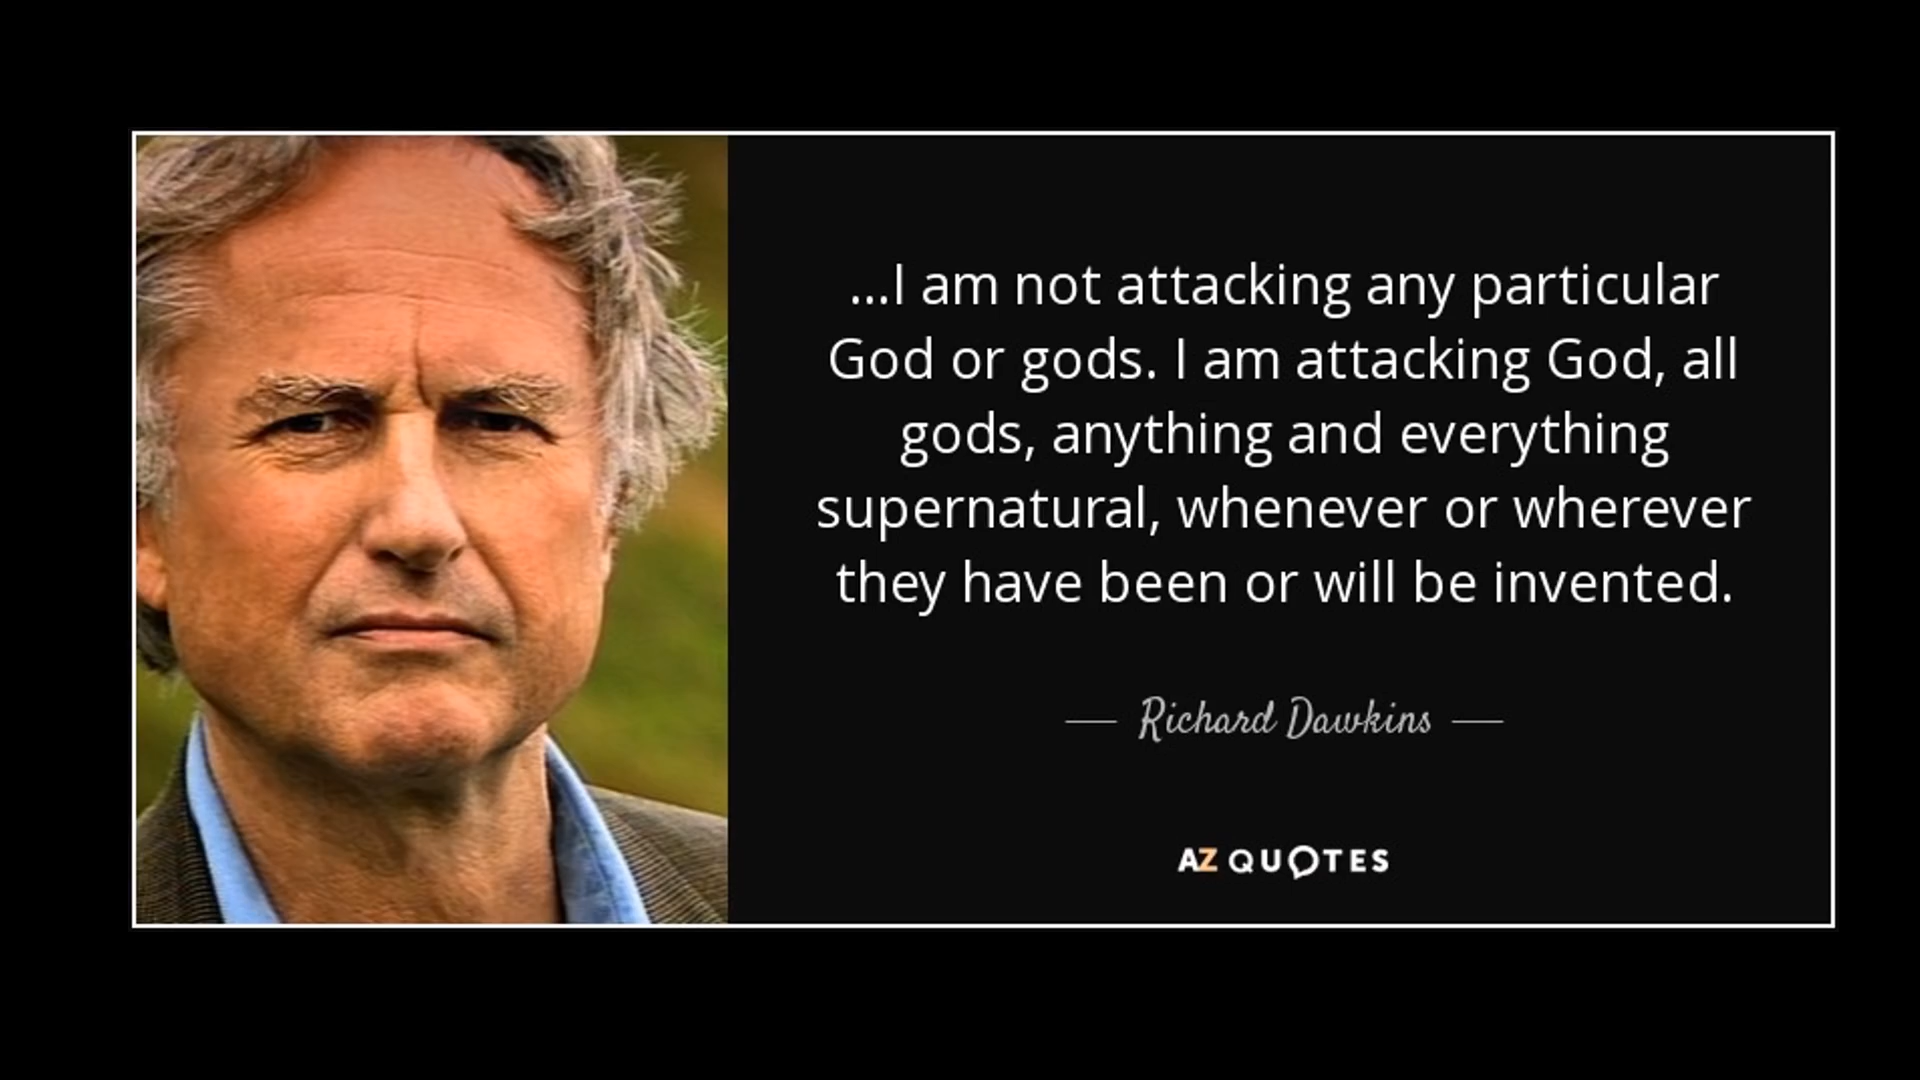 ...I am not attacking any particular
God or gods. I am attacking God, all
gods, anything and everything
supernatural, whenever or wherever
they have been or will be invented.
Richard Dawkins
AZ QUOTES